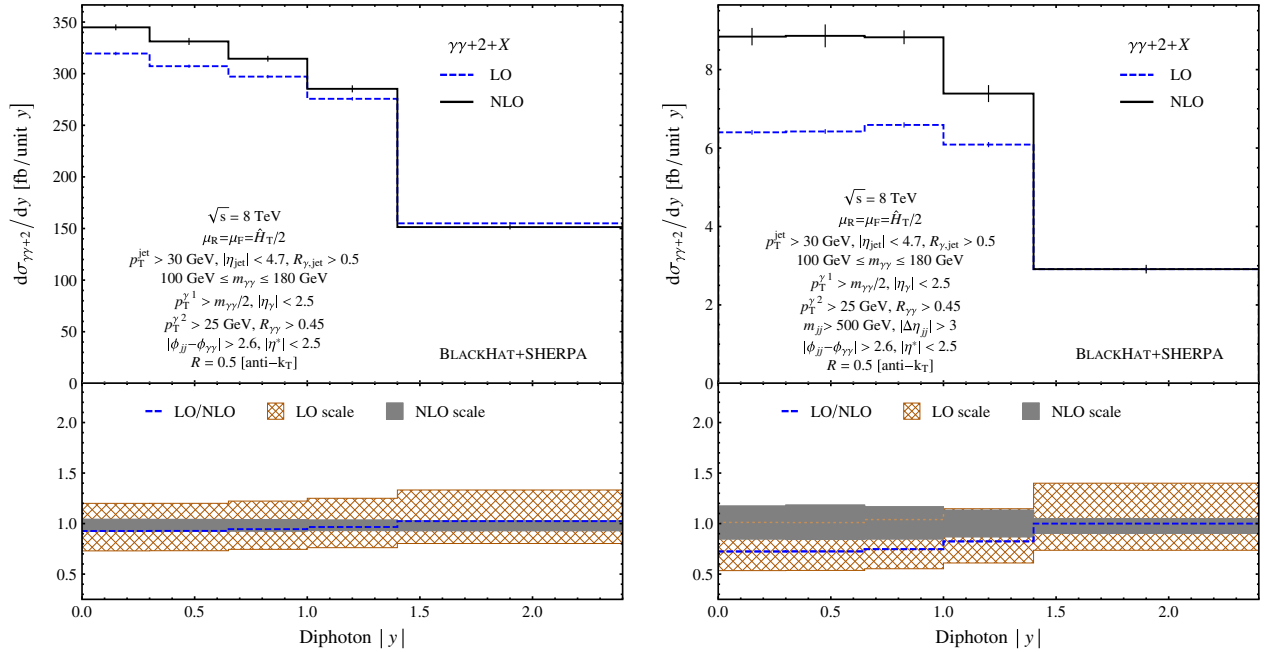 dσγγ+2/dy [fb/unit y]
350
300
250
200
150
100
50
0
γγ+2+X
LO
NLO
√s = 8 TeV
μR=μF=ĤT/2
pTjet > 30 GeV, |ηjet| < 4.7, Rγ,jet > 0.5
100 GeV ≤ mγγ ≤ 180 GeV
pTγ1 > mγγ/2, |ηγ| < 2.5
pTγ2 > 25 GeV, Rγγ > 0.45
|ϕjj−ϕγγ| > 2.6, |η*| < 2.5
R = 0.5 [anti−kT]
BLACKHAT+SHERPA
LO/NLO LO scale NLO scale
2.0
1.5
1.0
0.5
0.0 0.5 1.0 1.5 2.0
Diphoton |y|
dσγγ+2/dy [fb/unit y]
8
6
4
2
0
γγ+2+X
LO
NLO
√s = 8 TeV
μR=μF=ĤT/2
pTjet > 30 GeV, |ηjet| < 4.7, Rγ,jet > 0.5
100 GeV ≤ mγγ ≤ 180 GeV
pTγ1 > mγγ/2, |ηγ| < 2.5
pTγ2 > 25 GeV, Rγγ > 0.45
mjj > 500 GeV, |Δηjj| > 3
|ϕjj−ϕγγ| > 2.6, |η*| < 2.5
R = 0.5 [anti−kT]
BLACKHAT+SHERPA
LO/NLO LO scale NLO scale
2.0
1.5
1.0
0.5
0.0 0.5 1.0 1.5 2.0
Diphoton |y|